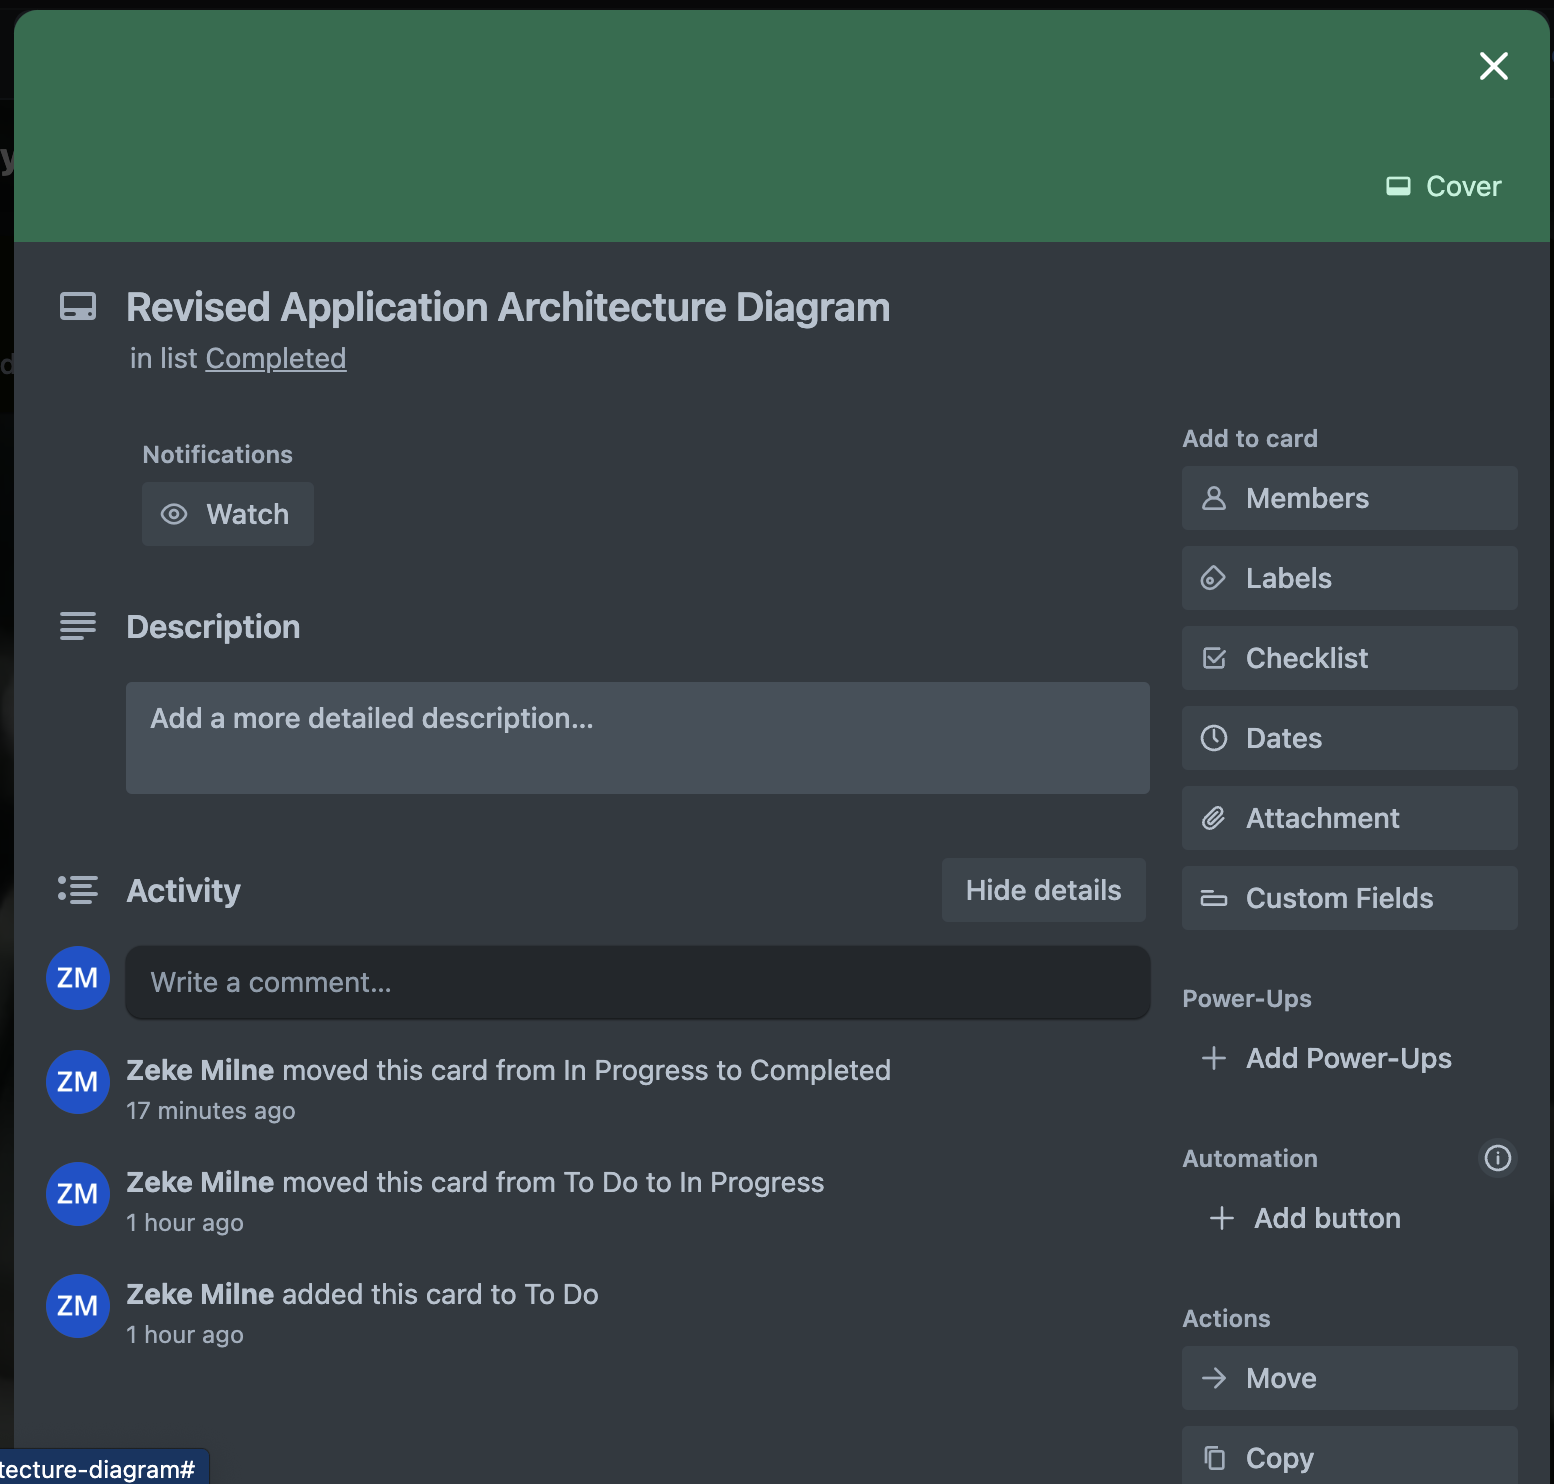 Cover
Revised Application Architecture Diagram
in list Completed
Notifications
Watch
Description
Add a more detailed description...
Activity
Hide details
ZM
Write a comment...
ZM
Zeke Milne moved this card from In Progress to Completed
17 minutes ago
ZM
Zeke Milne moved this card from To Do to In Progress
1 hour ago
ZM
Zeke Milne added this card to To Do
1 hour ago
Add to card
Members
Labels
Checklist
Dates
Attachment
Custom Fields
Power-Ups
Add Power-Ups
Automation
Add button
Actions
Move
Copy
tecture-diagram#